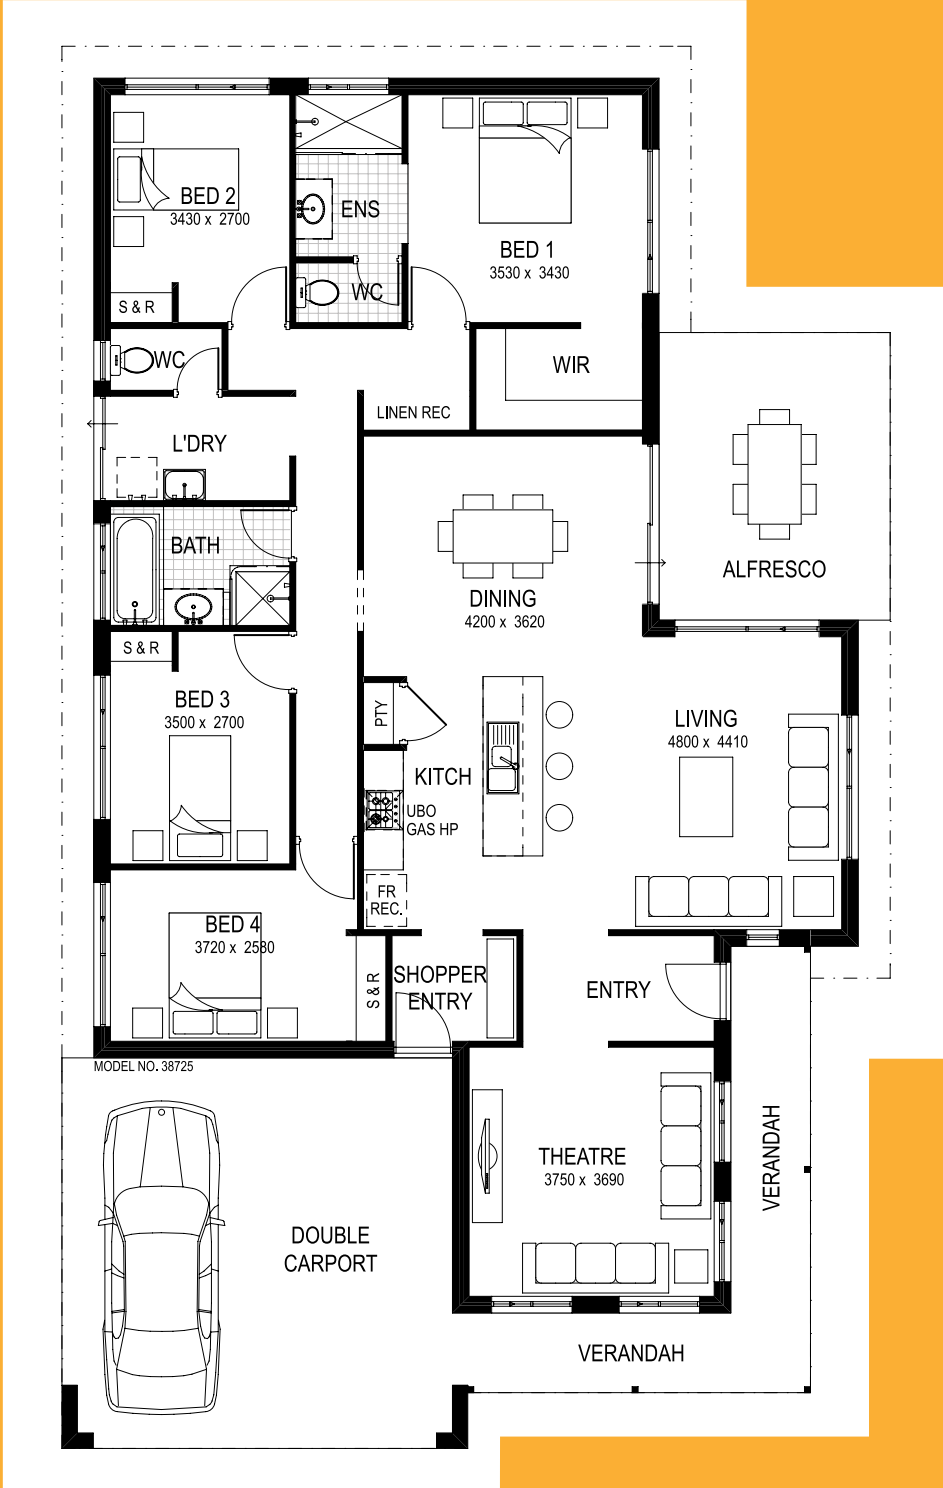 BED 2
3430 x 2700
ENS
BED 1
3530 x 3430
S & R
WC
WC
WIR
LINEN REC
L'DRY
BATH
DINING
4200 x 3620
ALFRESCO
S & R
BED 3
3500 x 2700
PTY
LIVING
4800 x 4410
KITCH
UBO
GAS HP
FR
REC.
BED 4
3720 x 2580
S & R
SHOPPER
ENTRY
ENTRY
MODEL NO. 38725
THEATRE
3750 x 3690
VERANDAH
DOUBLE
CARPORT
VERANDAH